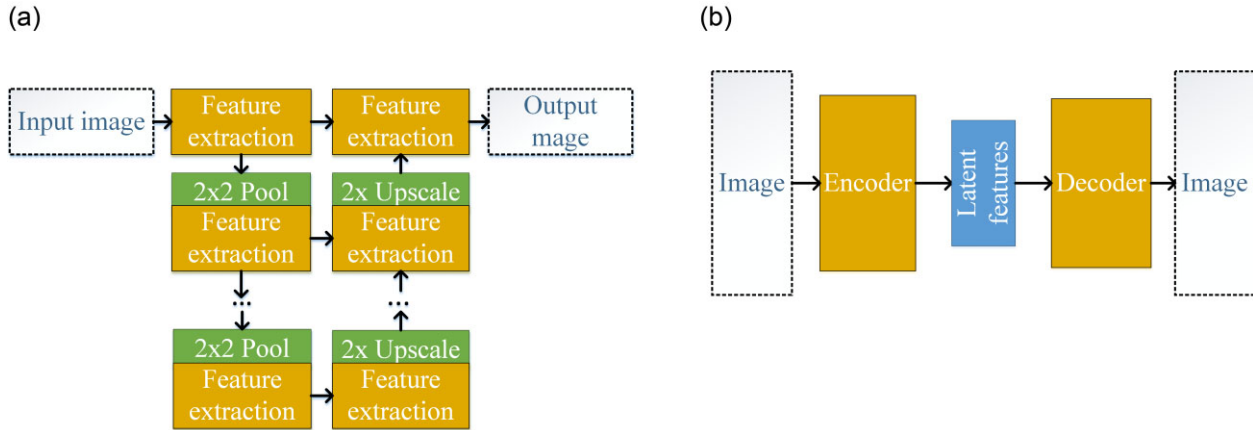 (a)
Input image
Feature
extraction
Feature
extraction
Output
mage
2x2 Pool
2x Upscale
Feature
extraction
Feature
extraction
...
...
2x2 Pool
2x Upscale
Feature
extraction
Feature
extraction
(b)
Image
Encoder
Latent
features
Decoder
Image